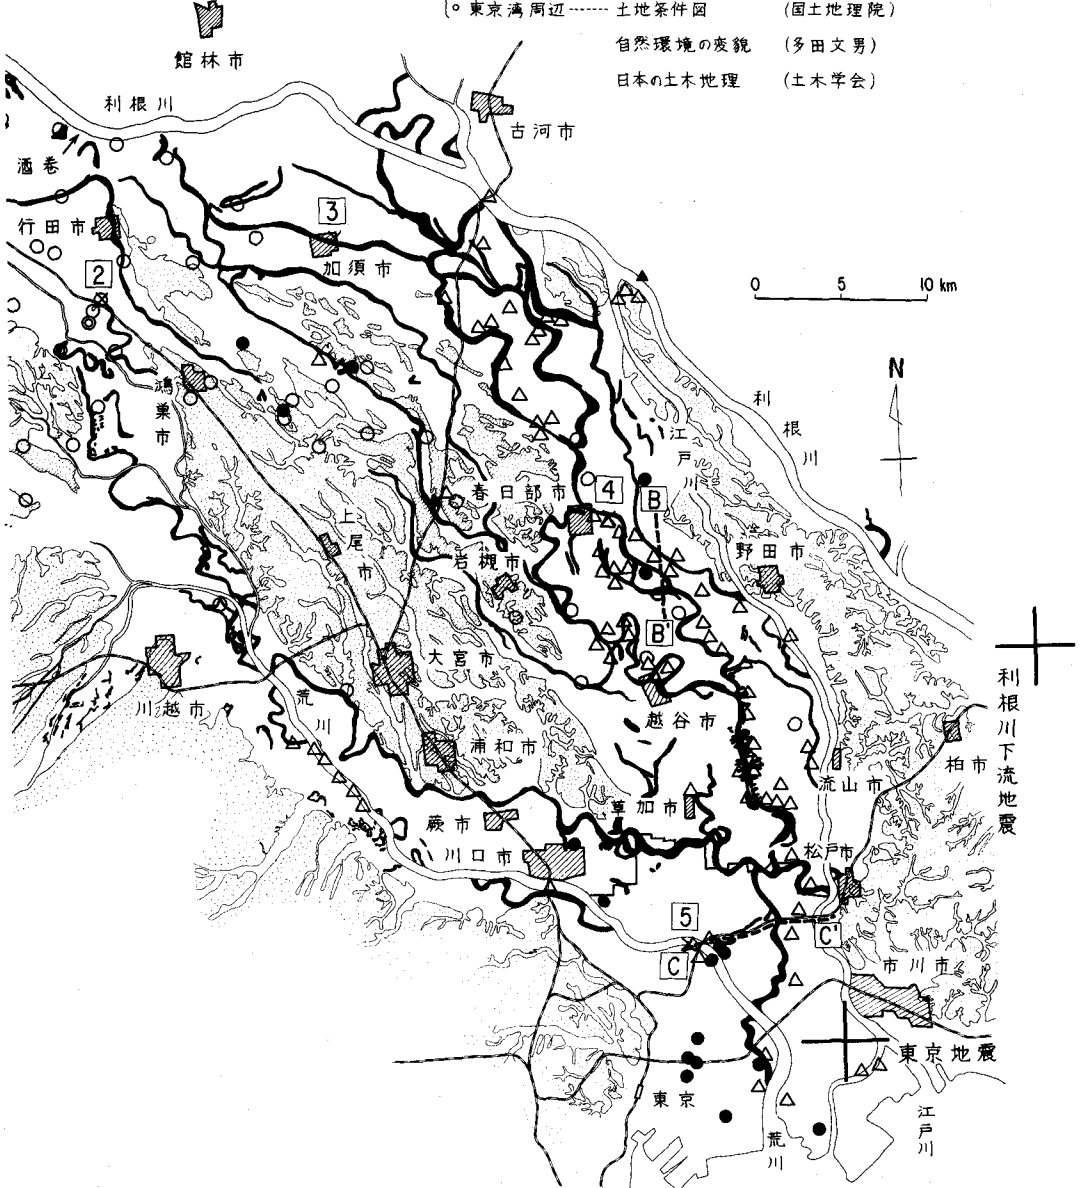 。東京湾周辺------- 土地条件図 (国土地理院)
自然環境の変貌 (多田文男)
日本の土木地理 (土木学会)
館林市
利根川
古河市
酒巻
行田市
3
加須市
2
0 5 10 km
N
鴻巣市
利根川
江戸川
春日部市
4
B
上尾市
岩槻市
野田市
B'
大宮市
川越市
荒川
越谷市
浦和市
利根川下流地震
柏市
流山市
草加市
蕨市
川口市
松戸市
5
C
C'
市川市
東京地震
東京
荒川
江戸川